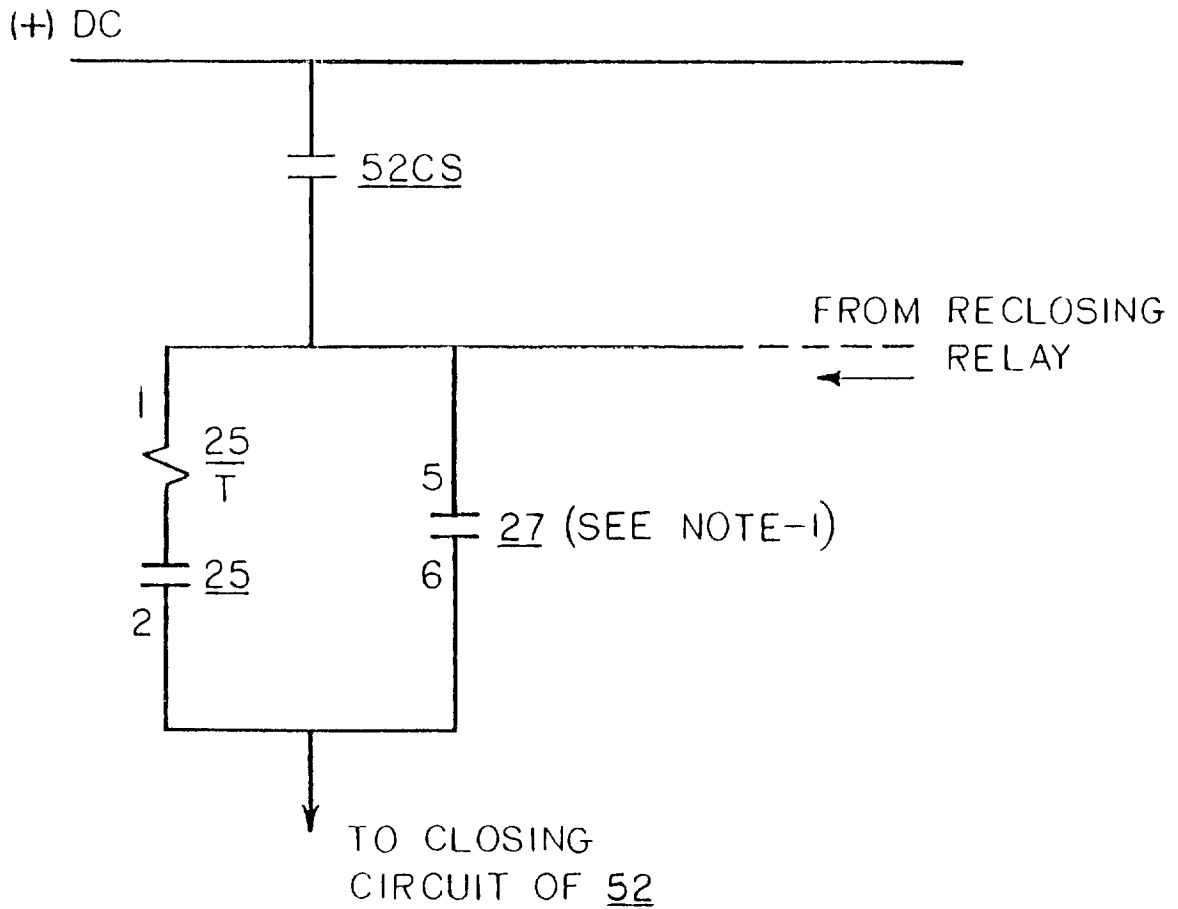 (+) DC
52CS
FROM RECLOSING
RELAY
1
25
T
5
27 (SEE NOTE-1)
25
6
2
TO CLOSING
CIRCUIT OF 52